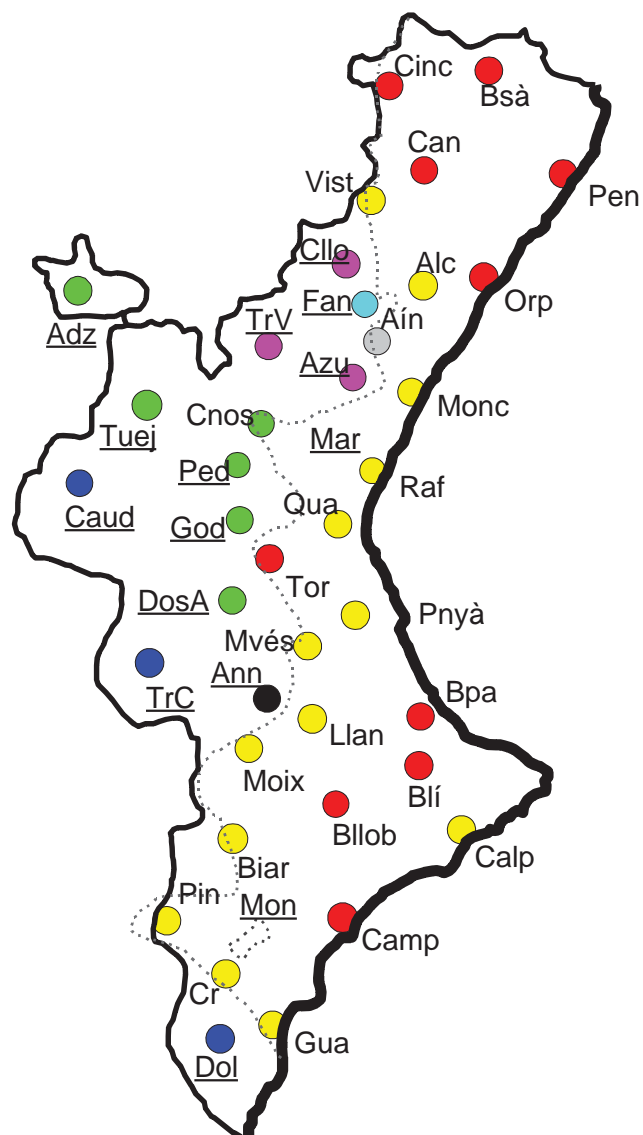 Cinc
Bsà
Can
Vist
Pen
Cllo
Alc
Fan
Orp
Adz
TrV
Aín
Azu
Monc
Cnos
Tuej
Mar
Ped
Raf
Qua
Caud
God
Tor
DosA
Pnyà
Mvés
Ann
TrC
Bpa
Llan
Moix
Blí
Bllob
Calp
Biar
Pin
Mon
Camp
Cr
Gua
Dol